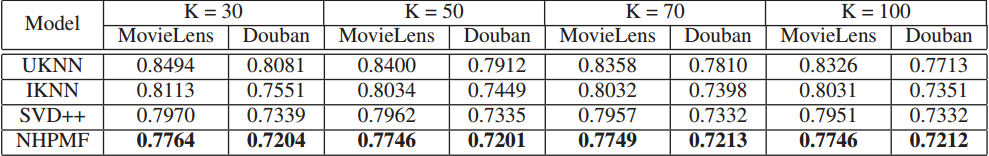 Model K = 30 K = 50 K = 70 K = 100
MovieLens Douban MovieLens Douban MovieLens Douban MovieLens Douban
UKNN 0.8494 0.8081 0.8400 0.7912 0.8358 0.7810 0.8326 0.7713
IKNN 0.8113 0.7551 0.8034 0.7449 0.8032 0.7398 0.8031 0.7351
SVD++ 0.7970 0.7339 0.7962 0.7335 0.7957 0.7332 0.7951 0.7332
NHPMF 0.7764 0.7204 0.7746 0.7201 0.7749 0.7213 0.7746 0.7212